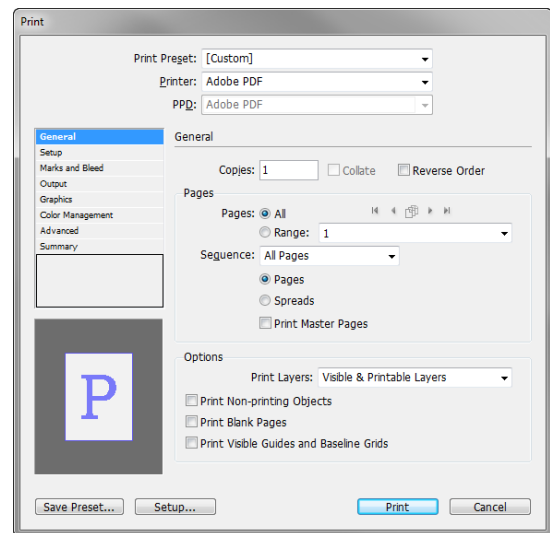 Print
Print Preset: [Custom]
Printer: Adobe PDF
PPD: Adobe PDF
General
Setup
Marks and Bleed
Output
Graphics
Color Management
Advanced
Summary
General
Copies: 1 Collate Reverse Order
Pages
Pages: All
Range: 1
Sequence: All Pages
Pages
Spreads
Print Master Pages
Options
Print Layers: Visible & Printable Layers
Print Non-printing Objects
Print Blank Pages
Print Visible Guides and Baseline Grids
P
Save Preset... Setup... Print Cancel